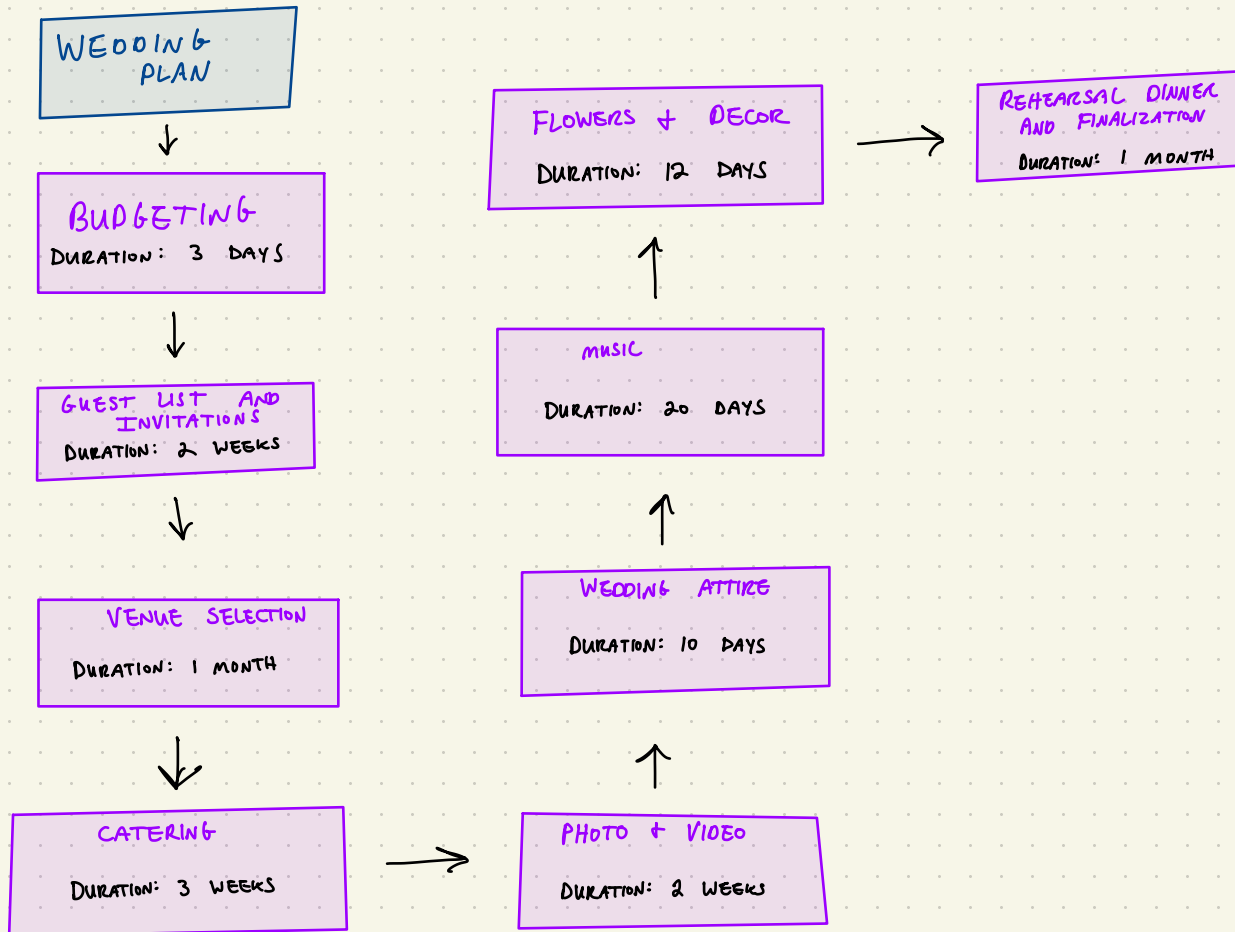 WEDDING
PLAN
BUDGETING
DURATION: 3 DAYS
GUEST LIST AND
INVITATIONS
DURATION: 2 WEEKS
VENUE SELECTION
DURATION: 1 MONTH
CATERING
DURATION: 3 WEEKS
PHOTO + VIDEO
DURATION: 2 WEEKS
WEDDING ATTIRE
DURATION: 10 DAYS
MUSIC
DURATION: 20 DAYS
FLOWERS + DECOR
DURATION: 12 DAYS
REHEARSAL DINNER
AND FINALIZATION
DURATION: 1 MONTH